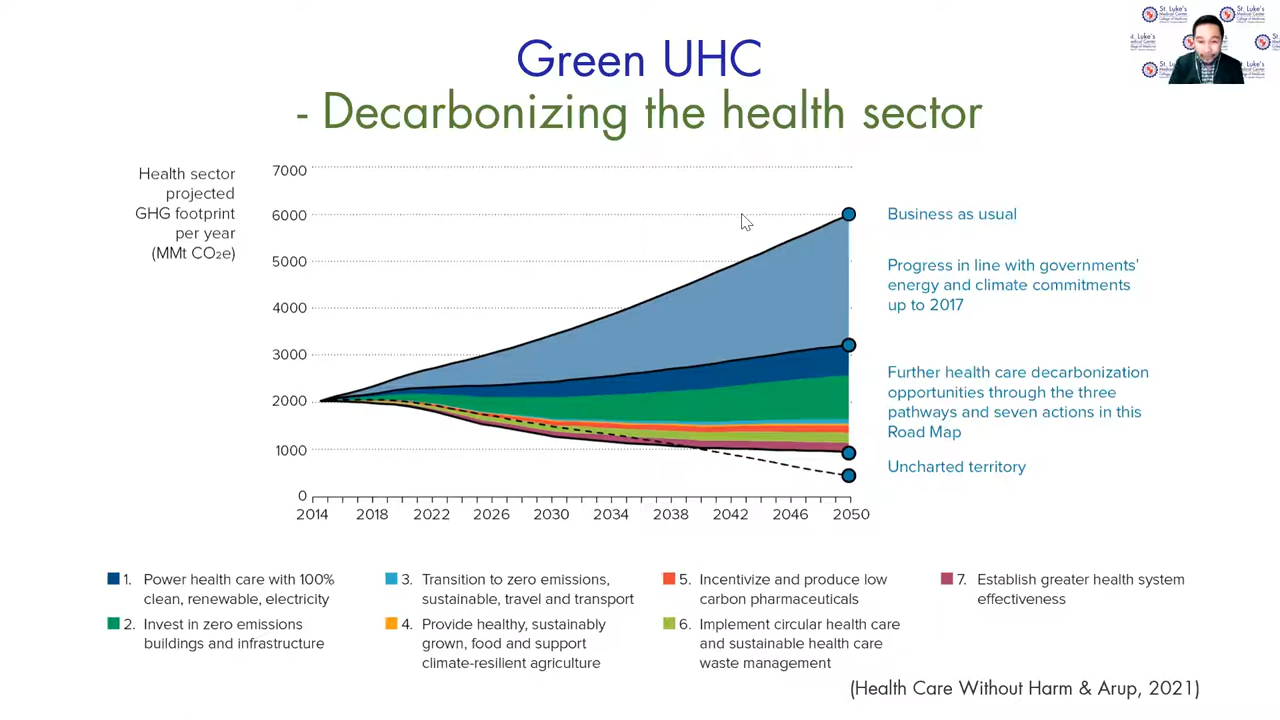 Green UHC
- Decarbonizing the health sector
St. Luke's
Medical Center
College of Medicine
Health sector
projected
GHG footprint
per year
(MMt CO₂e)
7000
6000
5000
4000
3000
2000
1000
0
2014 2018 2022 2026 2030 2034 2038 2042 2046 2050
Business as usual
Progress in line with governments'
energy and climate commitments
up to 2017
Further health care decarbonization
opportunities through the three
pathways and seven actions in this
Road Map
Uncharted territory
1. Power health care with 100%
clean, renewable, electricity
2. Invest in zero emissions
buildings and infrastructure
3. Transition to zero emissions,
sustainable, travel and transport
4. Provide healthy, sustainably
grown, food and support
climate-resilient agriculture
5. Incentivize and produce low
carbon pharmaceuticals
6. Implement circular health care
and sustainable health care
waste management
7. Establish greater health system
effectiveness
(Health Care Without Harm & Arup, 2021)